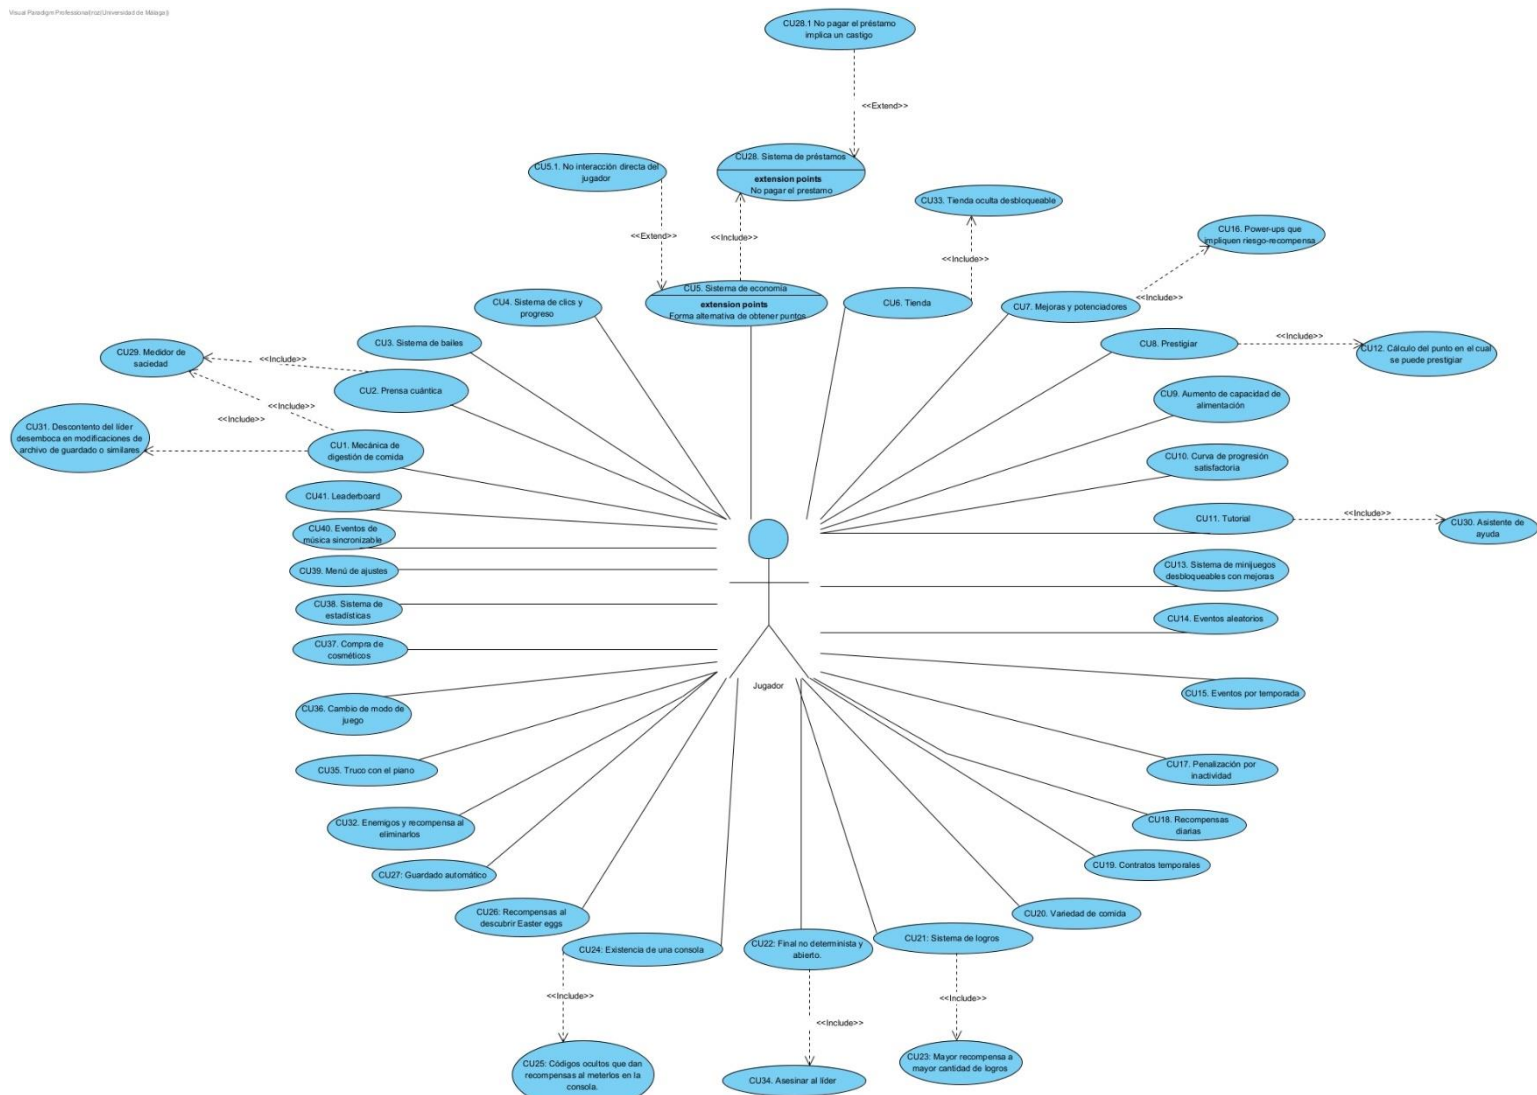 Visual Paradigm Professional(roz(Universidad de Málaga))
CU28.1 No pagar el préstamo
implica un castigo
<<Extend>>
CU28. Sistema de préstamos
extension points
No pagar el prestamo
CU5.1. No interacción directa del
jugador
<<Extend>>
<<Include>>
CU5. Sistema de economía
extension points
Forma alternativa de obtener puntos
CU33. Tienda oculta desbloqueable
<<Include>>
CU6. Tienda
CU16. Power-ups que
impliquen riesgo-recompensa
<<Include>>
CU7. Mejoras y potenciadores
CU4. Sistema de clics y
progreso
CU3. Sistema de bailes
CU8. Prestigiar
<<Include>>
CU12. Cálculo del punto en el cual
se puede prestigiar
CU29. Medidor de
saciedad
<<Include>>
CU2. Prensa cuántica
<<Include>>
CU9. Aumento de capacidad de
alimentación
CU31. Descontento del líder
desemboca en modificaciones de
archivo de guardado o similares
<<Include>>
CU1. Mecánica de
digestión de comida
CU10. Curva de progresión
satisfactoria
CU41. Leaderboard
CU11. Tutorial
<<Include>>
CU30. Asistente de
ayuda
CU40. Eventos de
música sincronizable
CU39. Menú de ajustes
CU13. Sistema de minijuegos
desbloqueables con mejoras
CU38. Sistema de
estadísticas
CU14. Eventos aleatorios
CU37. Compra de
cosméticos
Jugador
CU15. Eventos por temporada
CU36. Cambio de modo de
juego
CU35. Truco con el piano
CU17. Penalización por
inactividad
CU32. Enemigos y recompensa al
eliminarlos
CU18. Recompensas
diarias
CU27: Guardado automático
CU19. Contratos temporales
CU26: Recompensas al
descubrir Easter eggs
CU20. Variedad de comida
CU24: Existencia de una consola
CU22: Final no determinista y
abierto.
CU21: Sistema de logros
<<Include>>
<<Include>>
<<Include>>
CU25: Códigos ocultos que dan
recompensas al meterlos en la
consola.
CU34. Asesinar al líder
CU23: Mayor recompensa a
mayor cantidad de logros